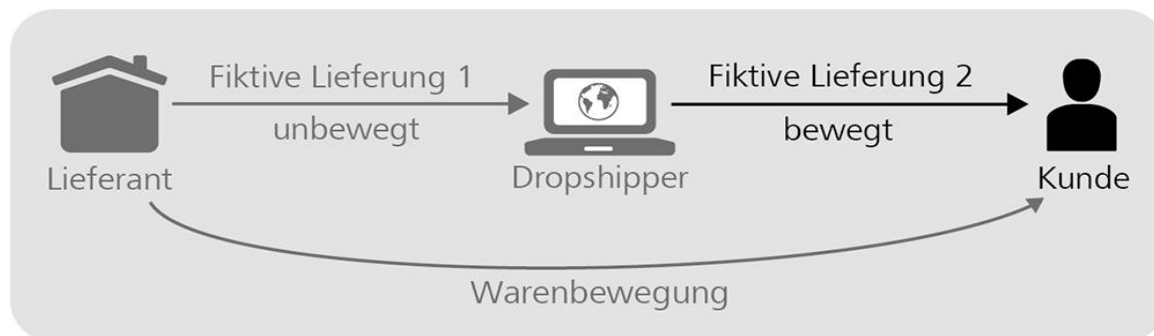 Fiktive Lieferung 1
unbewegt
Fiktive Lieferung 2
bewegt
Lieferant
Dropshipper
Kunde
Warenbewegung